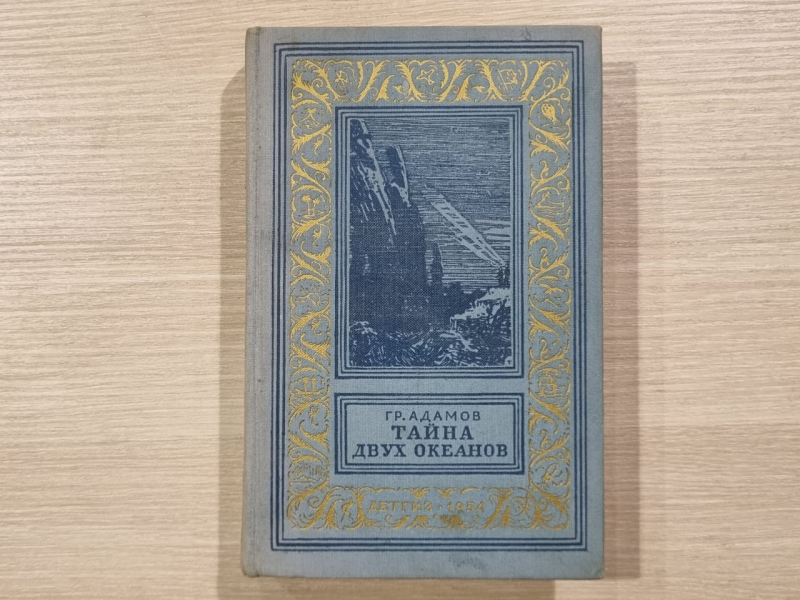 ГР. АДАМОВ
ТАЙНА
ДВУХ ОКЕАНОВ
ДЕТГИЗ · 1954